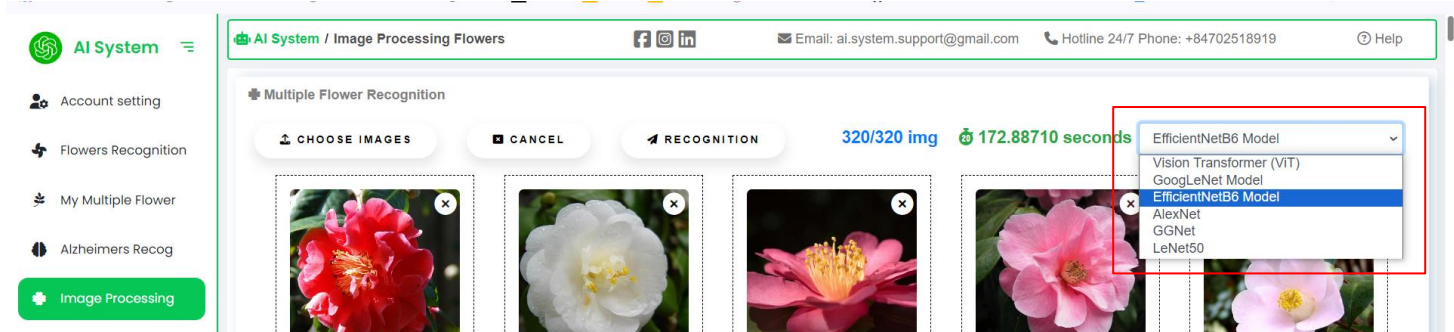 AI System
AI System / Image Processing Flowers
Email: ai.system.support@gmail.com
Hotline 24/7 Phone: +84702518919
Help
Account setting
Flowers Recognition
My Multiple Flower
Alzheimers Recog
Image Processing
Multiple Flower Recognition
CHOOSE IMAGES
CANCEL
RECOGNITION
320/320 img
20
172.88710 seconds
EfficientNetB6 Model
Vision Transformer (ViT)
GoogLeNet Model
EfficientNetB6 Model
AlexNet
GGNet
LeNet50